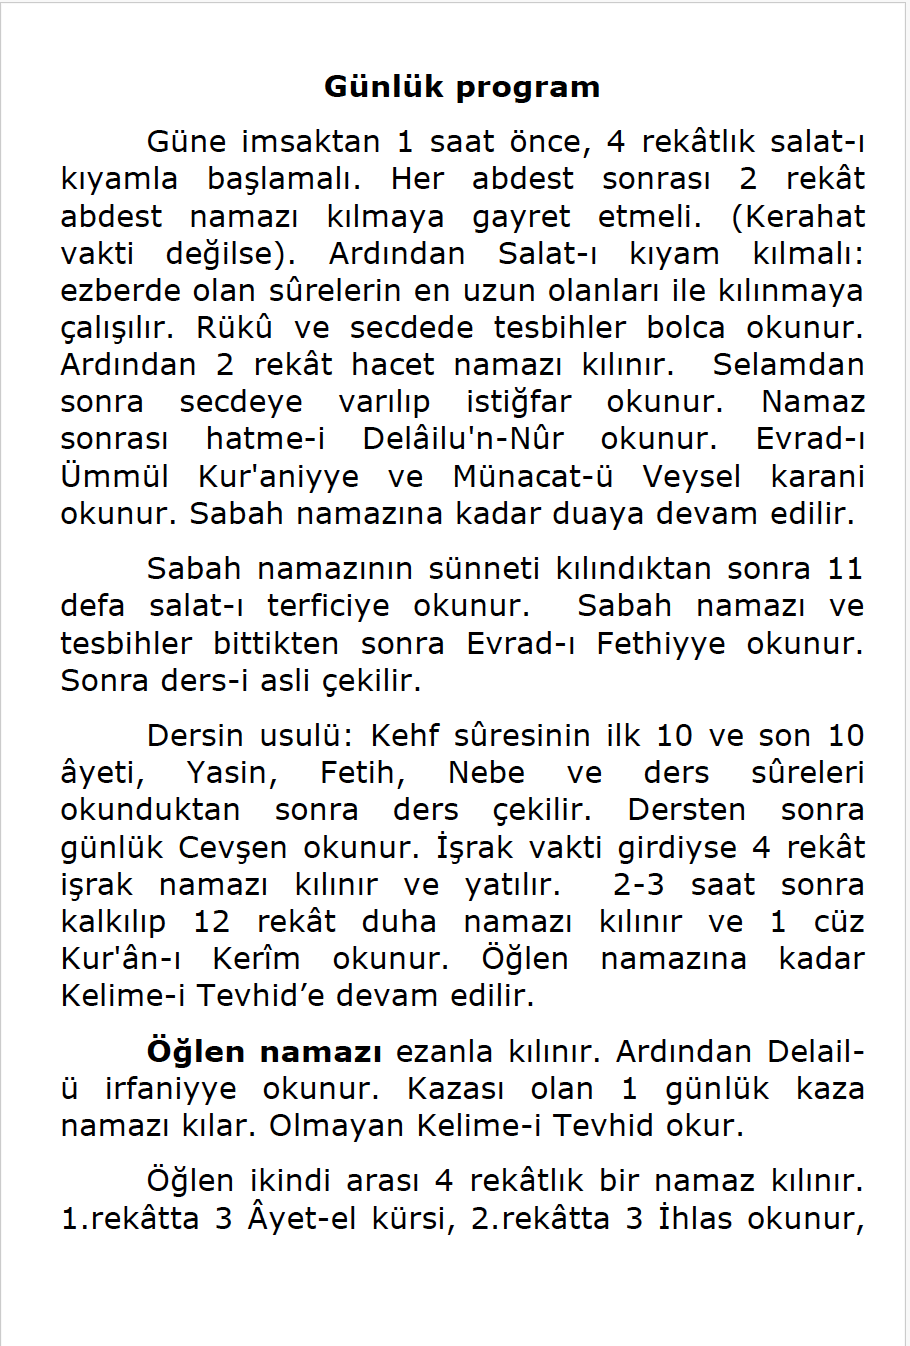 Günlük program
Güne imsaktan 1 saat önce, 4 rekâtlık salat-ı
kıyamla başlamalı. Her abdest sonrası 2 rekât
abdest namazı kılmaya gayret etmeli. (Kerahat
vakti değilse). Ardından Salat-ı kıyam kılmalı:
ezberde olan sûrelerin en uzun olanları ile kılınmaya
çalışılır. Rükû ve secdede tesbihler bolca okunur.
Ardından 2 rekât hacet namazı kılınır. Selamdan
sonra secdeye varılıp istiğfar okunur. Namaz
sonrası hatme-i Delâilu'n-Nûr okunur. Evrad-ı
Ümmül Kur'aniyye ve Münacat-ü Veysel karani
okunur. Sabah namazına kadar duaya devam edilir.
Sabah namazının sünneti kılındıktan sonra 11
defa salat-ı terficiye okunur. Sabah namazı ve
tesbihler bittikten sonra Evrad-ı Fethiyye okunur.
Sonra ders-i asli çekilir.
Dersin usulü: Kehf sûresinin ilk 10 ve son 10
âyeti, Yasin, Fetih, Nebe ve ders sûreleri
okunduktan sonra ders çekilir. Dersten sonra
günlük Cevşen okunur. İşrak vakti girdiyse 4 rekât
işrak namazı kılınır ve yatılır. 2-3 saat sonra
kalkılıp 12 rekât duha namazı kılınır ve 1 cüz
Kur'ân-ı Kerîm okunur. Öğlen namazına kadar
Kelime-i Tevhid’e devam edilir.
Öğlen namazı ezanla kılınır. Ardından Delail-
ü irfaniyye okunur. Kazası olan 1 günlük kaza
namazı kılar. Olmayan Kelime-i Tevhid okur.
Öğlen ikindi arası 4 rekâtlık bir namaz kılınır.
1.rekâtta 3 Âyet-el kürsi, 2.rekâtta 3 İhlas okunur,